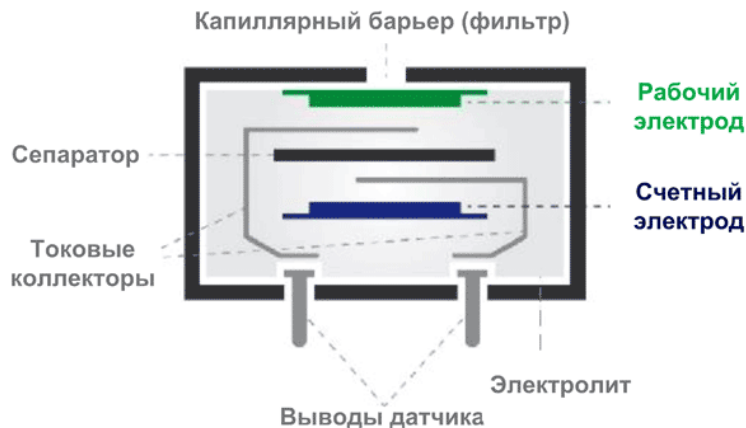 Капиллярный барьер (фильтр)
Рабочий
электрод
Сепаратор
Счетный
электрод
Токовые
коллекторы
Электролит
Выводы датчика